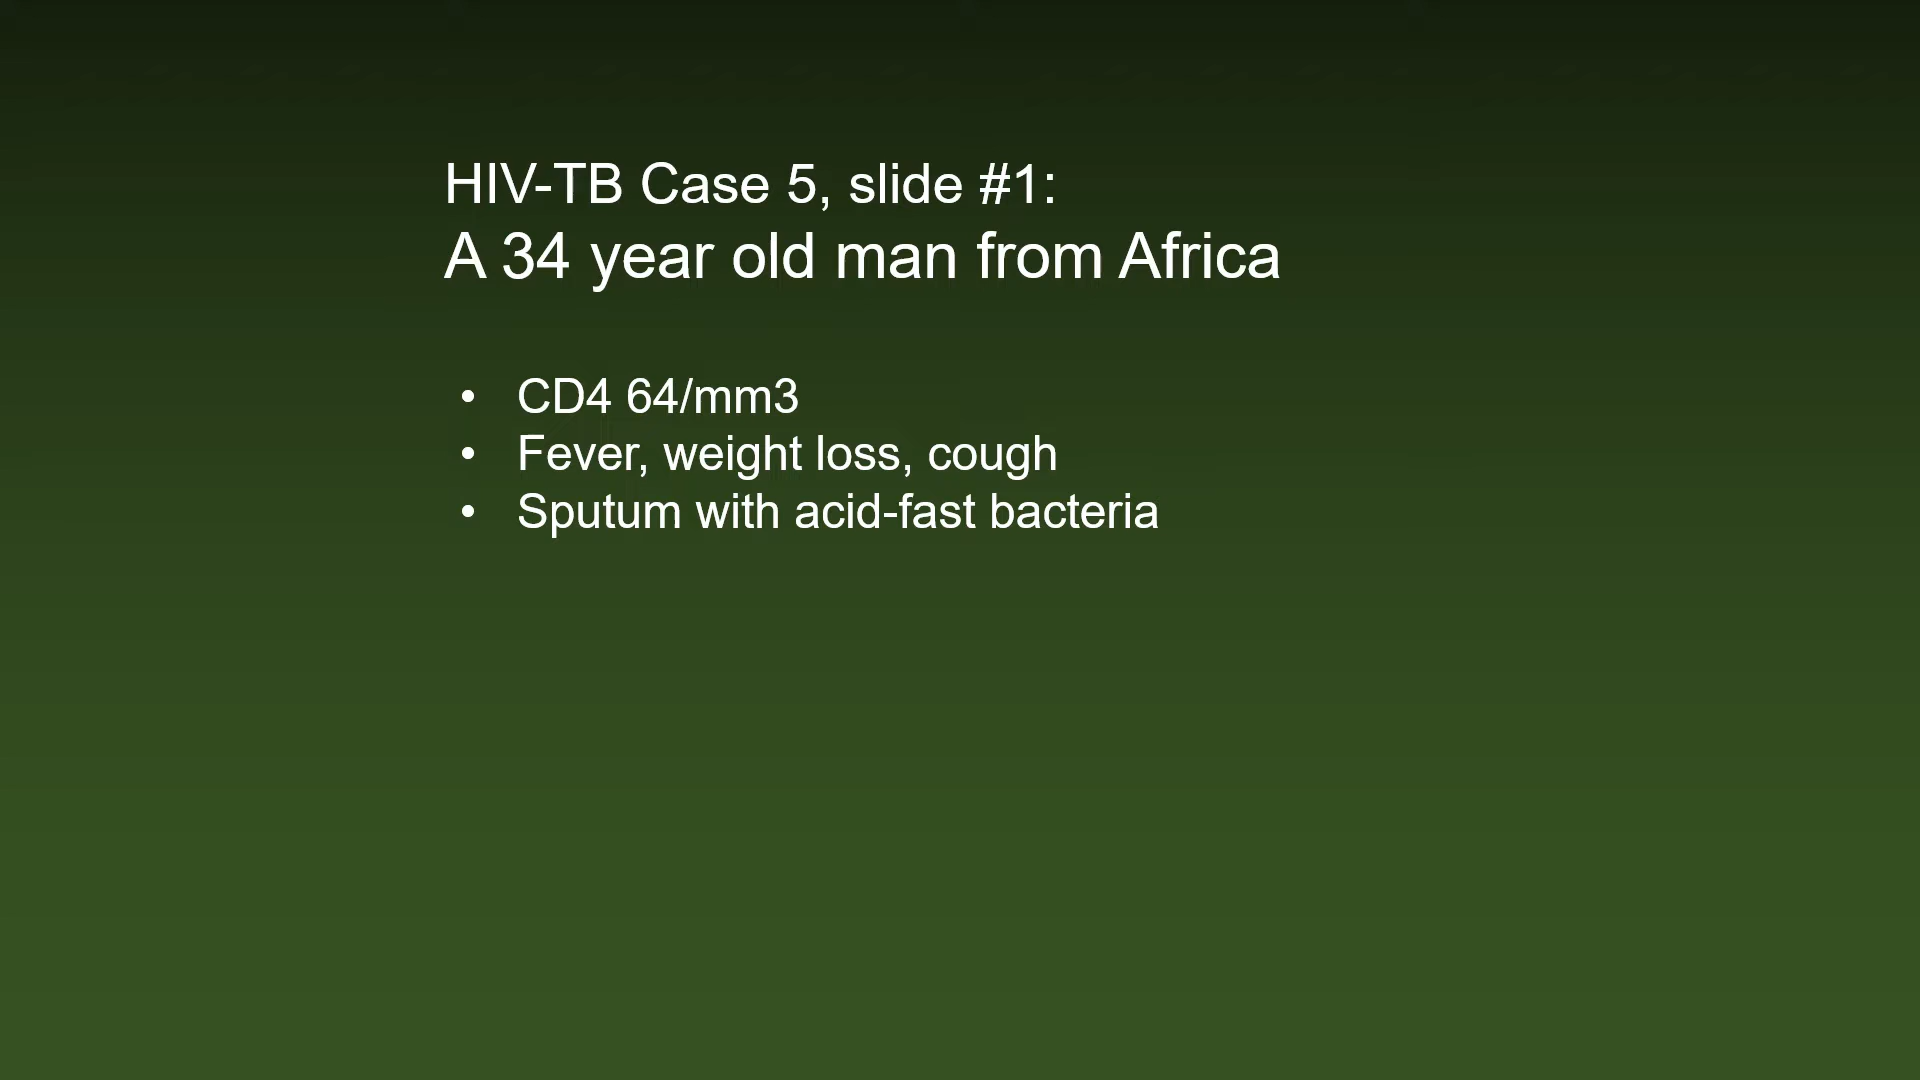 HIV-TB Case 5, slide #1:
A 34 year old man from Africa
• CD4 64/mm3
• Fever, weight loss, cough
• Sputum with acid-fast bacteria